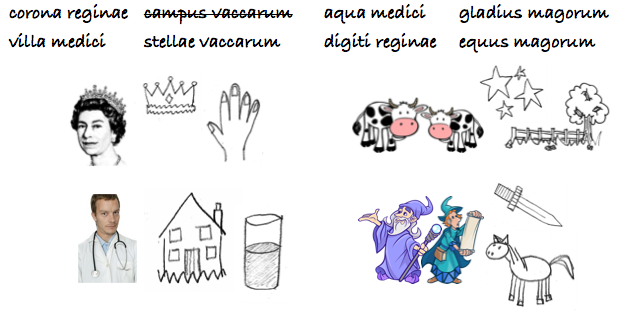 corona reginae campus vaccarum aqua medici gladius magorum
villa medici stellae vaccarum digiti reginae equus magorum